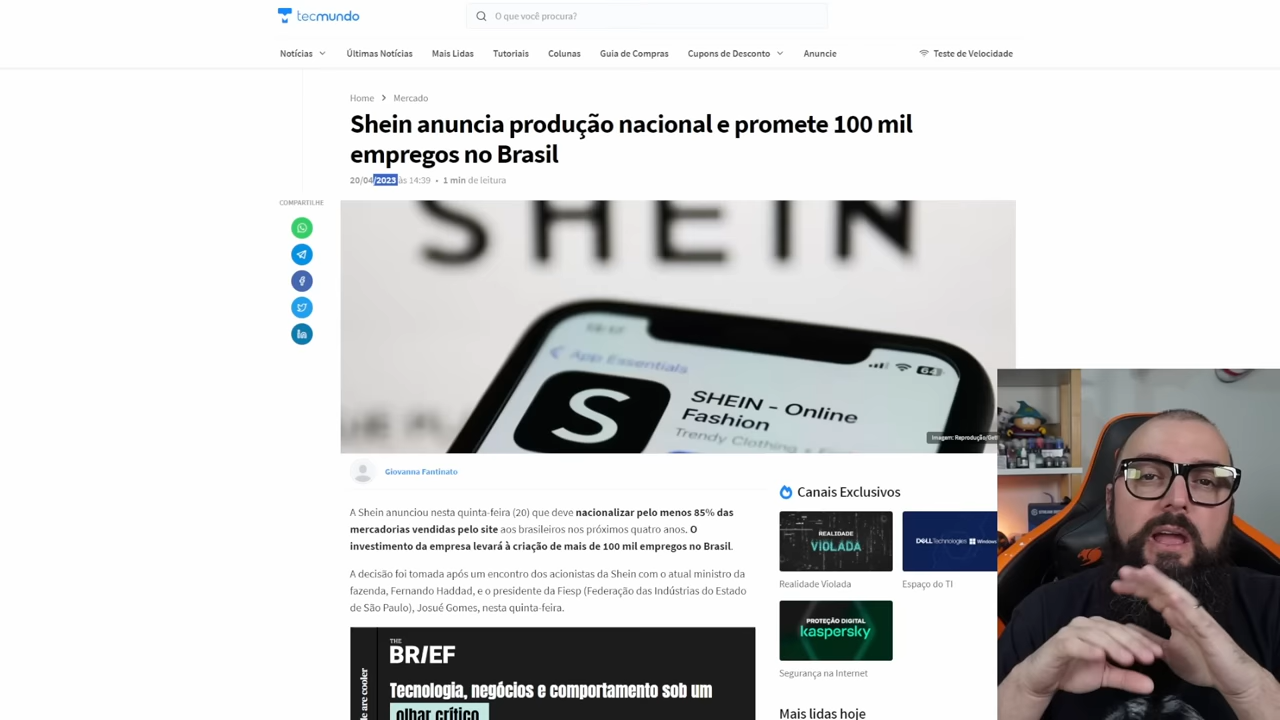 tecmundo
O que você procura?
Notícias
Últimas Notícias
Mais Lidas
Tutoriais
Colunas
Guia de Compras
Cupons de Desconto
Anuncie
Teste de Velocidade
Home > Mercado
Shein anuncia produção nacional e promete 100 mil
empregos no Brasil
20/04/2023 às 14:39 • 1 min de leitura
COMPARTILHE
SHEIN
App Essentials
64
SHEIN - Online
Fashion
Trendy Clothing
Imagem: Reprodução/Gett
Giovanna Fantinato
A Shein anunciou nesta quinta-feira (20) que deve nacionalizar pelo menos 85% das
mercadorias vendidas pelo site aos brasileiros nos próximos quatro anos. O
investimento da empresa levará à criação de mais de 100 mil empregos no Brasil.
A decisão foi tomada após um encontro dos acionistas da Shein com o atual ministro da
fazenda, Fernando Haddad, e o presidente da Fiesp (Federação das Indústrias do Estado
de São Paulo), Josué Gomes, nesta quinta-feira.
THE
BR/EF
Tecnologia, negócios e comportamento sob um
olhar crítico
de are cooler
Canais Exclusivos
REALIDADE
VIOLADA
Realidade Violada
DELL Technologies Windows
Espaço do TI
PROTEÇÃO DIGITAL
kaspersky
Segurança na Internet
Mais lidas hoje